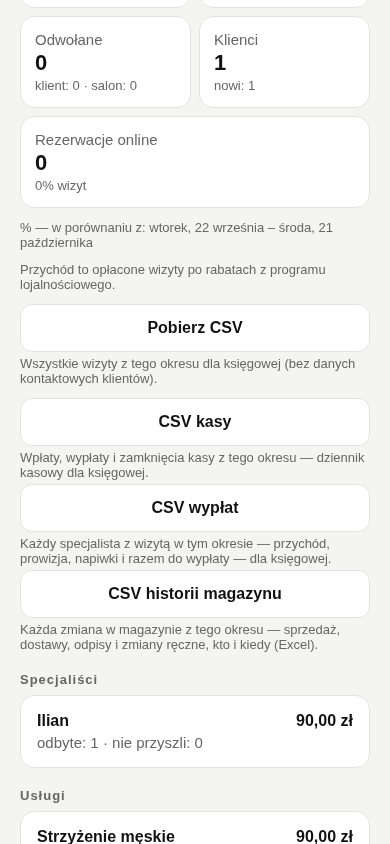 Odwołane
0
klient: 0 · salon: 0
Klienci
1
nowi: 1
Rezerwacje online
0
0% wizyt
% — w porównaniu z: wtorek, 22 września – środa, 21
października
Przychód to opłacone wizyty po rabatach z programu
lojalnościowego.
Pobierz CSV
Wszystkie wizyty z tego okresu dla księgowej (bez danych
kontaktowych klientów).
CSV kasy
Wpłaty, wypłaty i zamknięcia kasy z tego okresu — dziennik
kasowy dla księgowej.
CSV wypłat
Każdy specjalista z wizytą w tym okresie — przychód,
prowizja, napiwki i razem do wypłaty — dla księgowej.
CSV historii magazynu
Każda zmiana w magazynie z tego okresu — sprzedaż,
dostawy, odpisy i zmiany ręczne, kto i kiedy (Excel).
Specjaliści
Ilian 90,00 zł
odbyte: 1 · nie przyszli: 0
Usługi
Strzyżenie męskie 90,00 zł